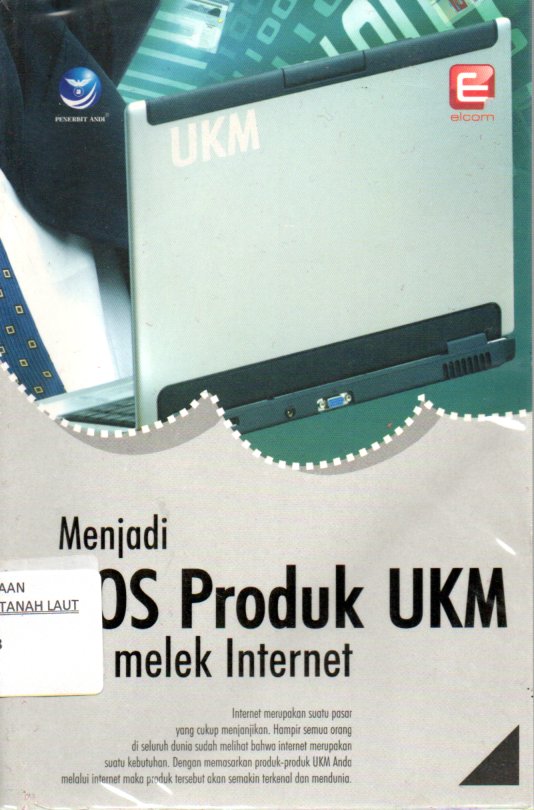 PENERBIT ANDI
elcom
UKM
Menjadi
OS Produk UKM
melek Internet
AAN
TANAH LAUT
Internet merupakan suatu pasar
yang cukup menjanjikan. Hampir semua orang
di seluruh dunia sudah melihat bahwa internet merupakan
suatu kebutuhan. Dengan memasarkan produk-produk UKM Anda
melalui internet maka produk tersebut akan semakin terkenal dan mendunia.